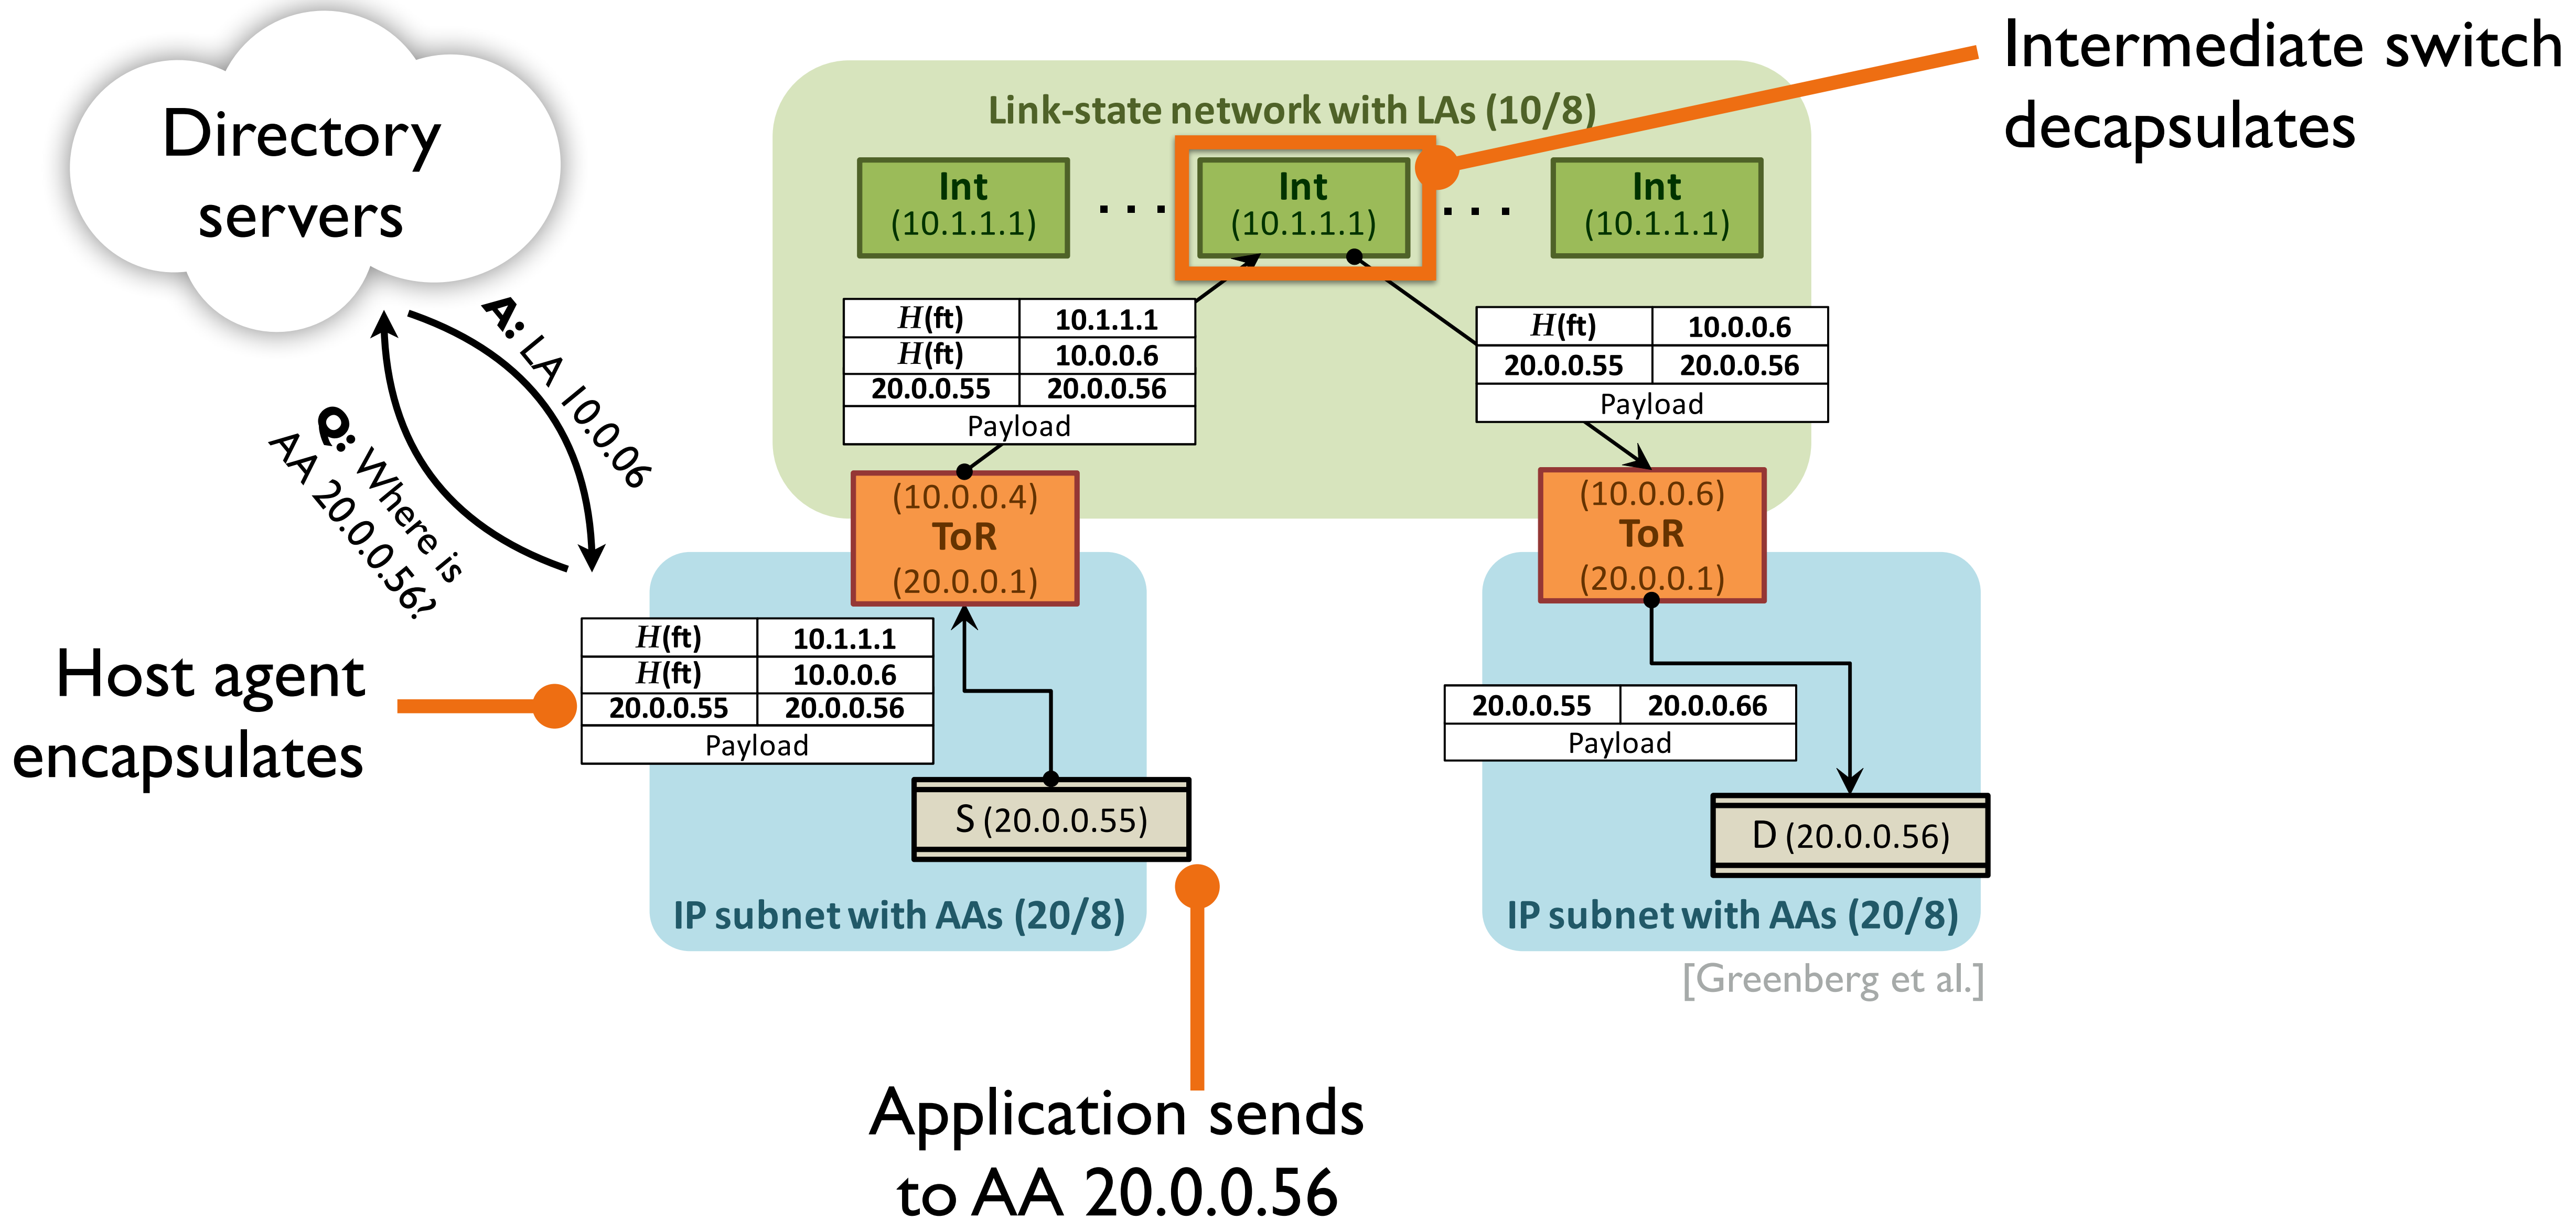 Directory
servers
Intermediate switch
decapsulates
Link-state network with LAs (10/8)
Int
(10.1.1.1)
. . .
Int
(10.1.1.1)
. . .
Int
(10.1.1.1)
H(ft) 10.1.1.1
H(ft) 10.0.0.6
20.0.0.55 20.0.0.56
Payload
H(ft) 10.0.0.6
20.0.0.55 20.0.0.56
Payload
A: LA 10.0.06
Q: Where is
AA 20.0.0.56?
(10.0.0.4)
ToR
(20.0.0.1)
(10.0.0.6)
ToR
(20.0.0.1)
Host agent
encapsulates
H(ft) 10.1.1.1
H(ft) 10.0.0.6
20.0.0.55 20.0.0.56
Payload
20.0.0.55 20.0.0.66
Payload
S (20.0.0.55)
D (20.0.0.56)
IP subnet with AAs (20/8)
IP subnet with AAs (20/8)
[Greenberg et al.]
Application sends
to AA 20.0.0.56